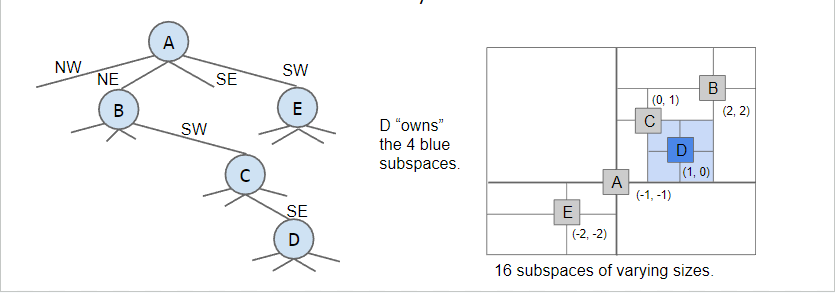 A
NW
NE
SE
SW
B
E
SW
C
SE
D
D “owns”
the 4 blue
subspaces.
B
(0, 1)
(2, 2)
C
D
(1, 0)
A
(-1, -1)
E
(-2, -2)
16 subspaces of varying sizes.